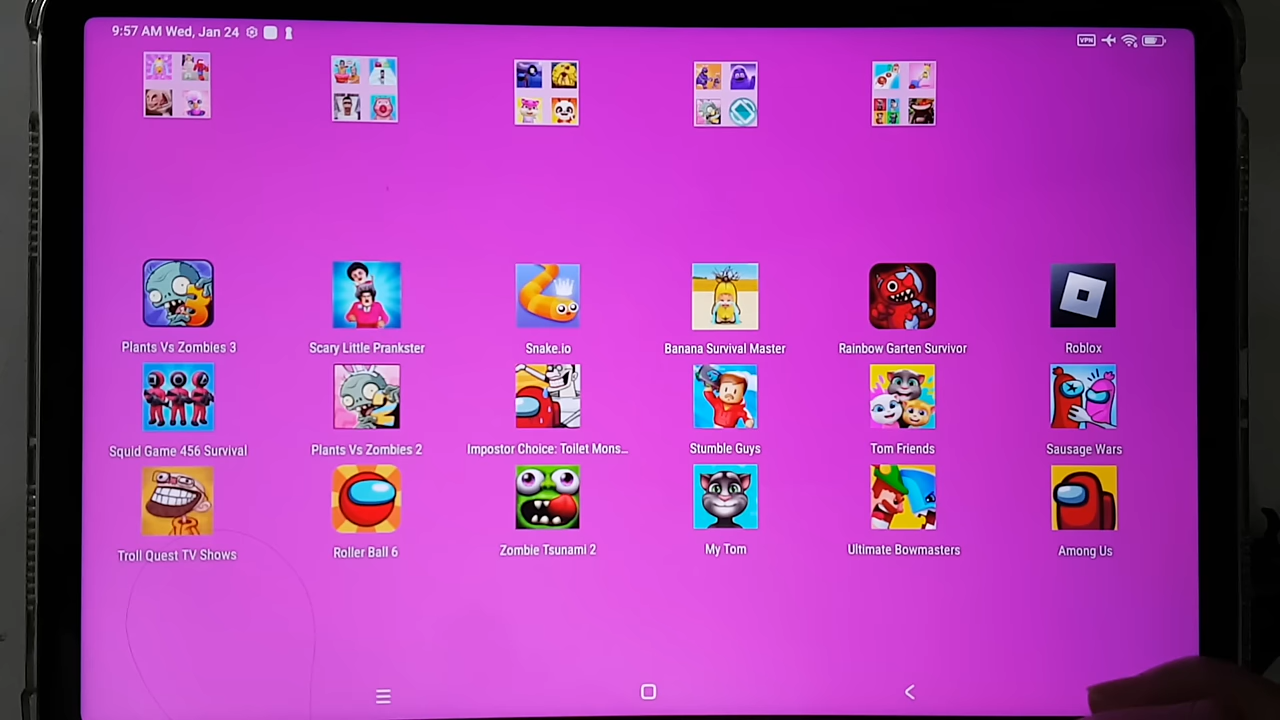 9:57 AM Wed, Jan 24
VPN
Plants Vs Zombies 3
Scary Little Prankster
Snake.io
Banana Survival Master
Rainbow Garten Survivor
Roblox
Squid Game 456 Survival
Plants Vs Zombies 2
Impostor Choice: Toilet Mons...
Stumble Guys
Tom Friends
Sausage Wars
Troll Quest TV Shows
Roller Ball 6
Zombie Tsunami 2
My Tom
Ultimate Bowmasters
Among Us